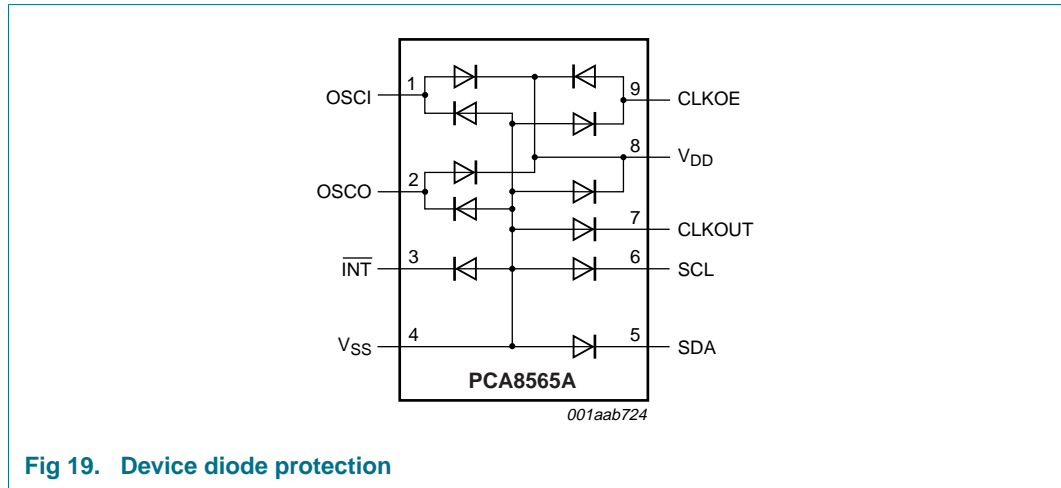 OSCI
1
9
CLKOE
8
VDD
OSCO
2
7
CLKOUT
INT
3
6
SCL
VSS
4
5
SDA
PCA8565A
001aab724
Fig 19. Device diode protection